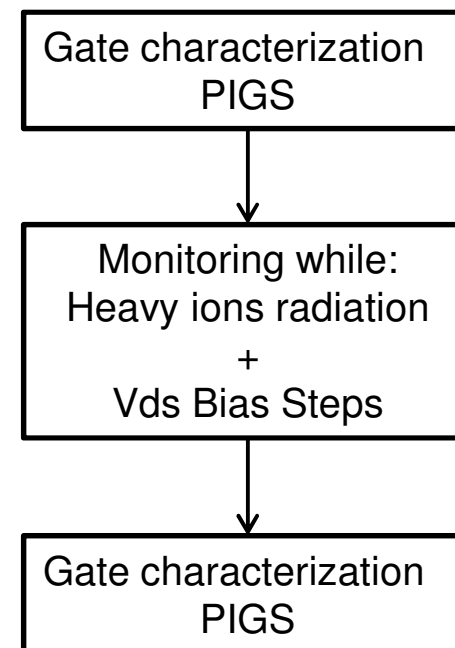 Gate characterization
PIGS
Monitoring while:
Heavy ions radiation
+
Vds Bias Steps
Gate characterization
PIGS